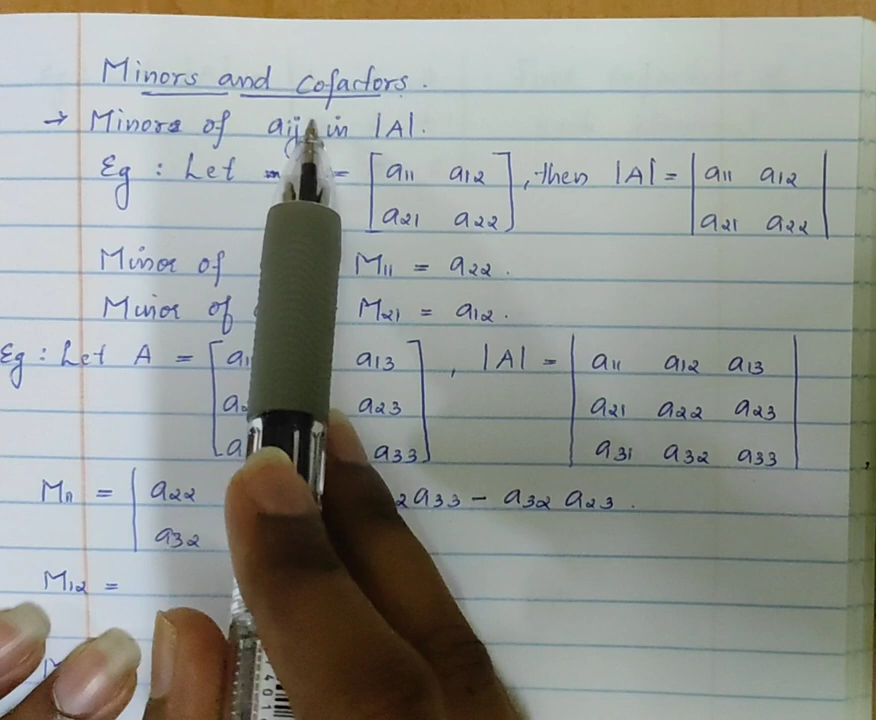 Minors and cofactors.
→ Minors of aij in |A|.
Eg : Let = [a11 a12 a21 a22], then |A| = |a11 a12 a21 a22|
Minor of M11 = a22.
Minor of M21 = a12.
Eg : Let A = [ a13 a23 a33], |A| = |a11 a12 a13
a21 a22 a23
a31 a32 a33|
M11 = |a22 a33 - a32 a23.
a32
M12 =